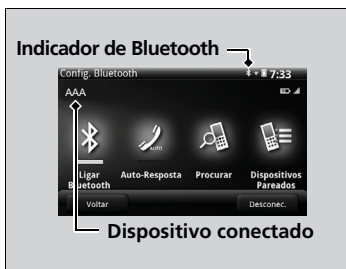 Indicador de Bluetooth
Config. Bluetooth 7:33
AAA
AUTO
Ligar Bluetooth
Auto-Resposta
Procurar
Dispositivos Pareados
Voltar
Desconec.
Dispositivo conectado